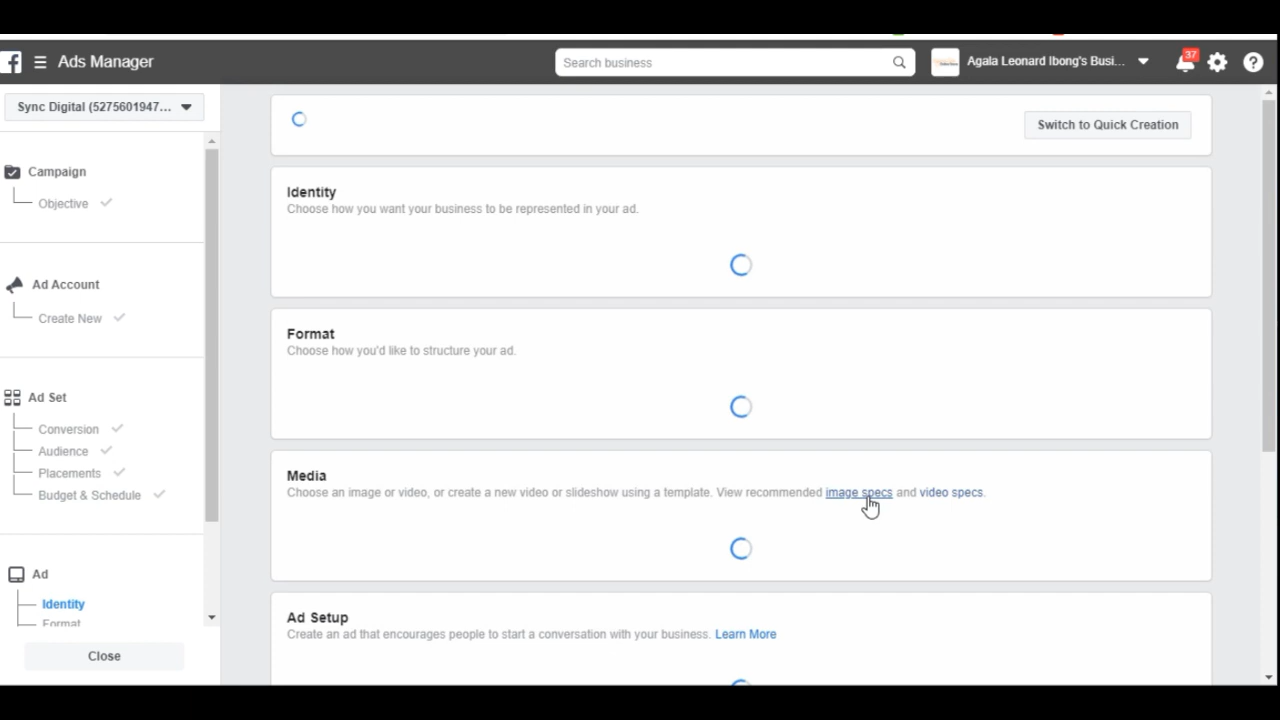 Ads Manager
Search business
Agala Leonard Ibong's Busi...
37
Sync Digital (5275601947...
Switch to Quick Creation
Campaign
Objective
Ad Account
Create New
Ad Set
Conversion
Audience
Placements
Budget & Schedule
Ad
Identity
Format
Close
Identity
Choose how you want your business to be represented in your ad.
Format
Choose how you'd like to structure your ad.
Media
Choose an image or video, or create a new video or slideshow using a template. View recommended image specs and video specs.
Ad Setup
Create an ad that encourages people to start a conversation with your business. Learn More